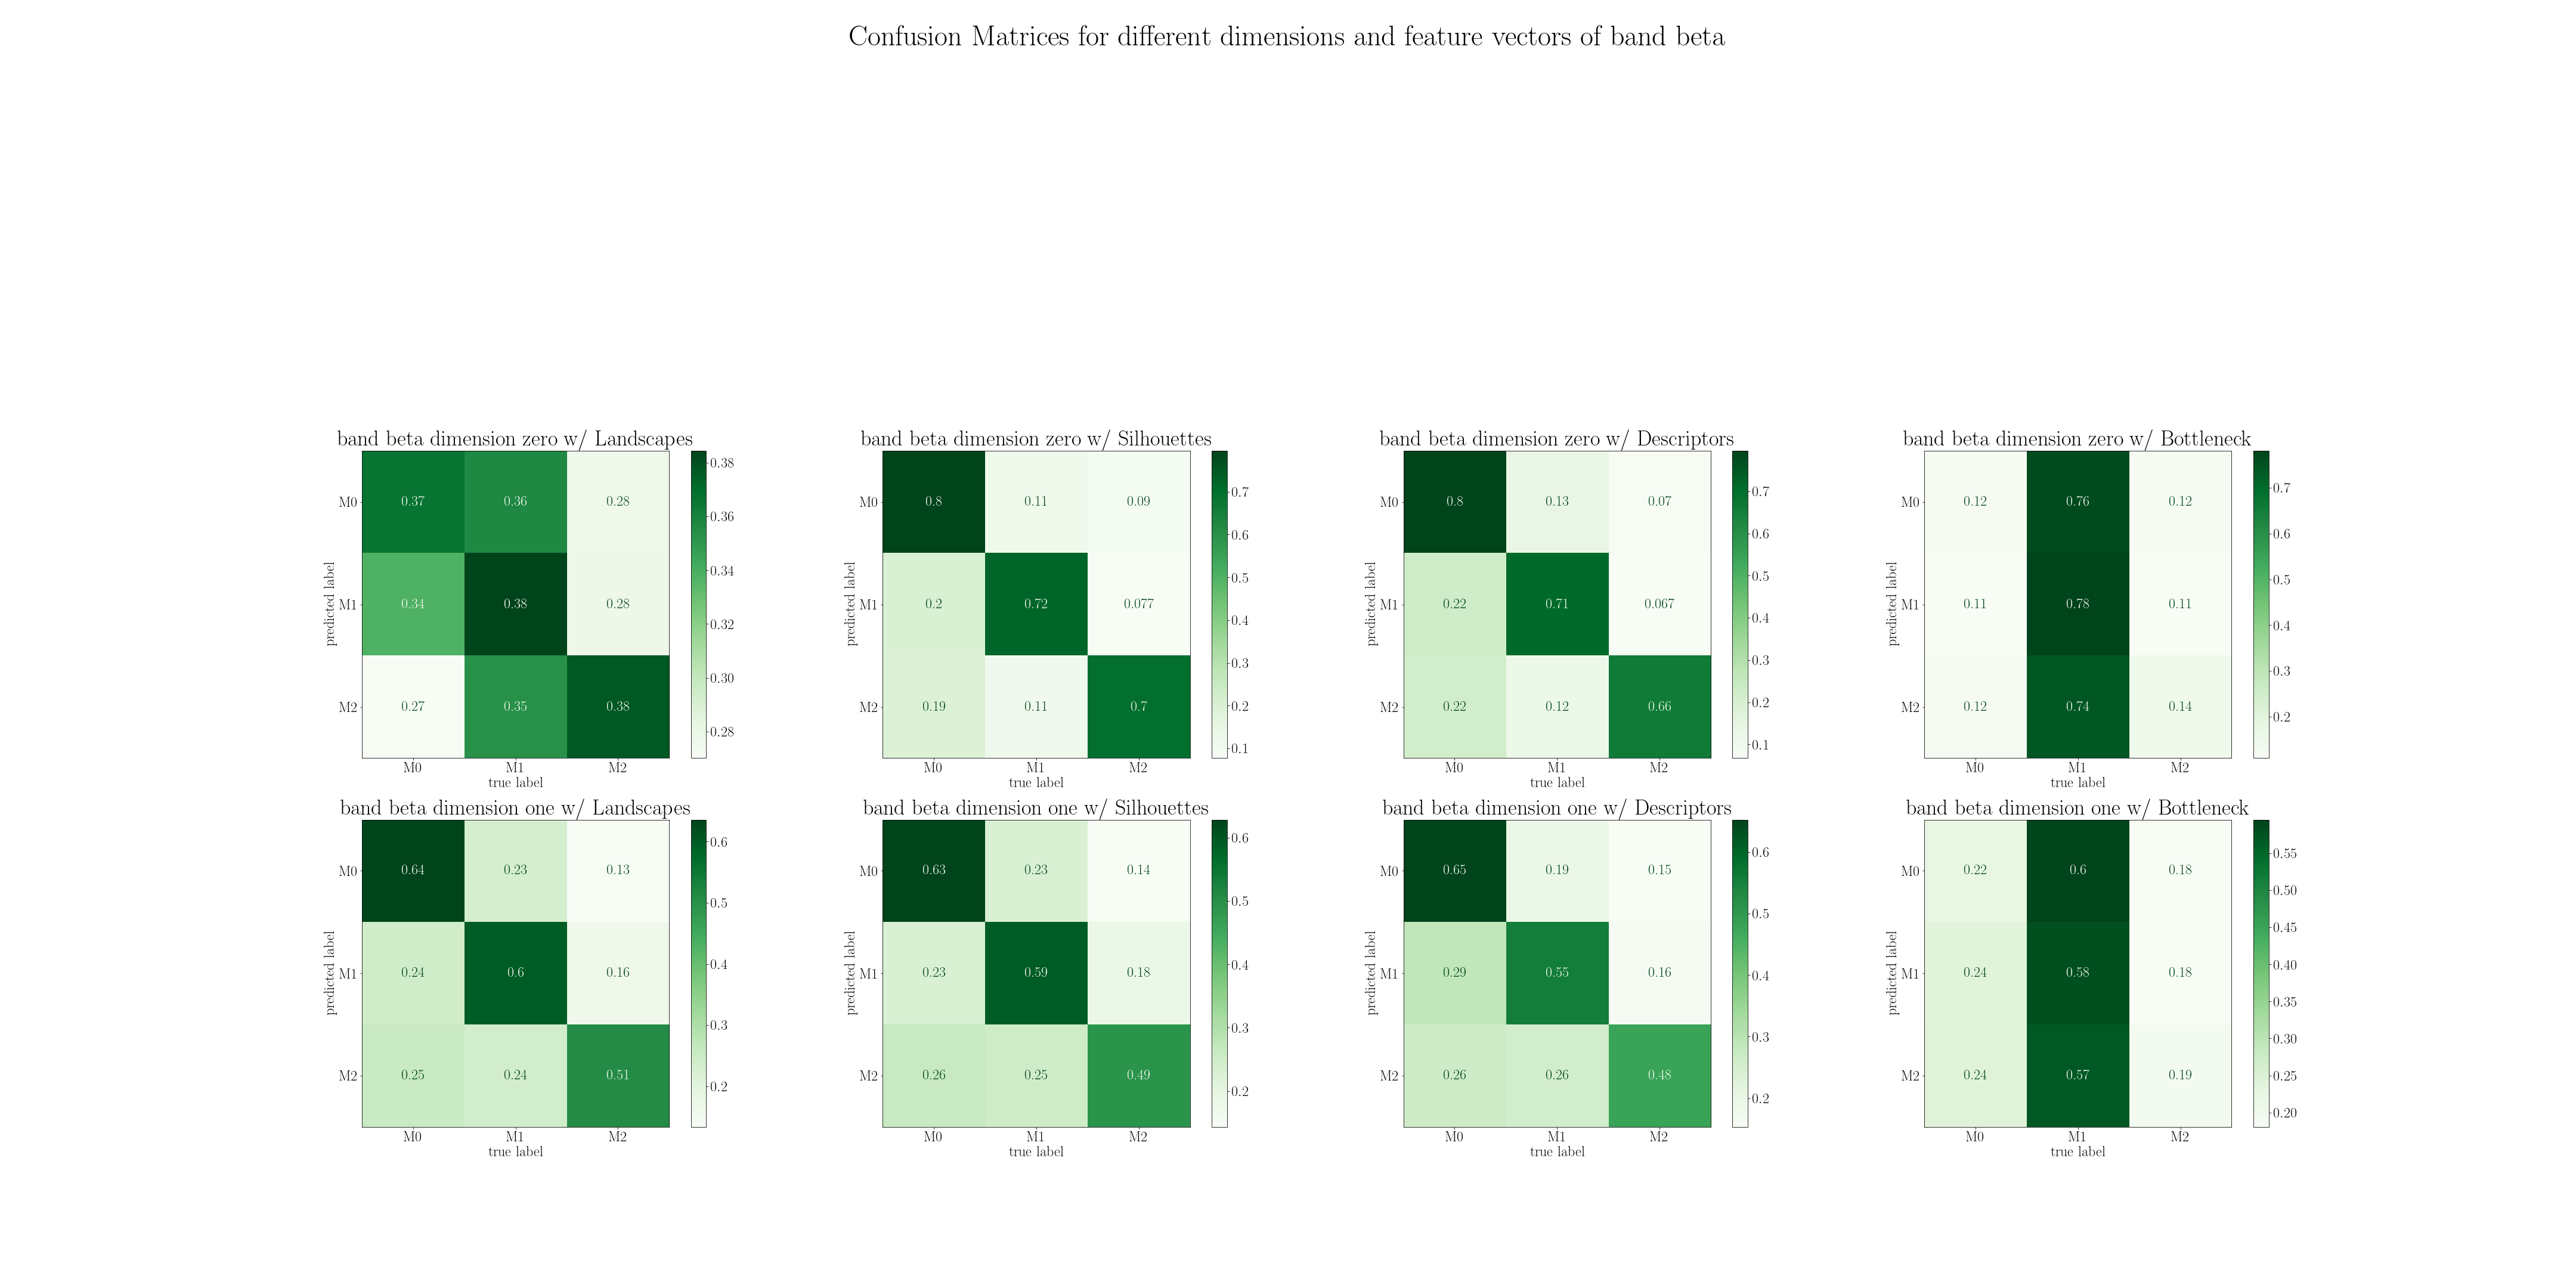 Confusion Matrices for different dimensions and feature vectors of band beta
band beta dimension zero w/ Landscapes
predicted label
M0 0.37 0.36 0.28
M1 0.34 0.38 0.28
M2 0.27 0.35 0.38
M0 M1 M2
true label
0.38
0.36
0.34
0.32
0.30
0.28
band beta dimension zero w/ Silhouettes
predicted label
M0 0.8 0.11 0.09
M1 0.2 0.72 0.077
M2 0.19 0.11 0.7
M0 M1 M2
true label
0.7
0.6
0.5
0.4
0.3
0.2
0.1
band beta dimension zero w/ Descriptors
predicted label
M0 0.8 0.13 0.07
M1 0.22 0.71 0.067
M2 0.22 0.12 0.66
M0 M1 M2
true label
0.7
0.6
0.5
0.4
0.3
0.2
0.1
band beta dimension zero w/ Bottleneck
predicted label
M0 0.12 0.76 0.12
M1 0.11 0.78 0.11
M2 0.12 0.74 0.14
M0 M1 M2
true label
0.7
0.6
0.5
0.4
0.3
0.2
band beta dimension one w/ Landscapes
predicted label
M0 0.64 0.23 0.13
M1 0.24 0.6 0.16
M2 0.25 0.24 0.51
M0 M1 M2
true label
0.6
0.5
0.4
0.3
0.2
band beta dimension one w/ Silhouettes
predicted label
M0 0.63 0.23 0.14
M1 0.23 0.59 0.18
M2 0.26 0.25 0.49
M0 M1 M2
true label
0.6
0.5
0.4
0.3
0.2
band beta dimension one w/ Descriptors
predicted label
M0 0.65 0.19 0.15
M1 0.29 0.55 0.16
M2 0.26 0.26 0.48
M0 M1 M2
true label
0.6
0.5
0.4
0.3
0.2
band beta dimension one w/ Bottleneck
predicted label
M0 0.22 0.6 0.18
M1 0.24 0.58 0.18
M2 0.24 0.57 0.19
M0 M1 M2
true label
0.55
0.50
0.45
0.40
0.35
0.30
0.25
0.20